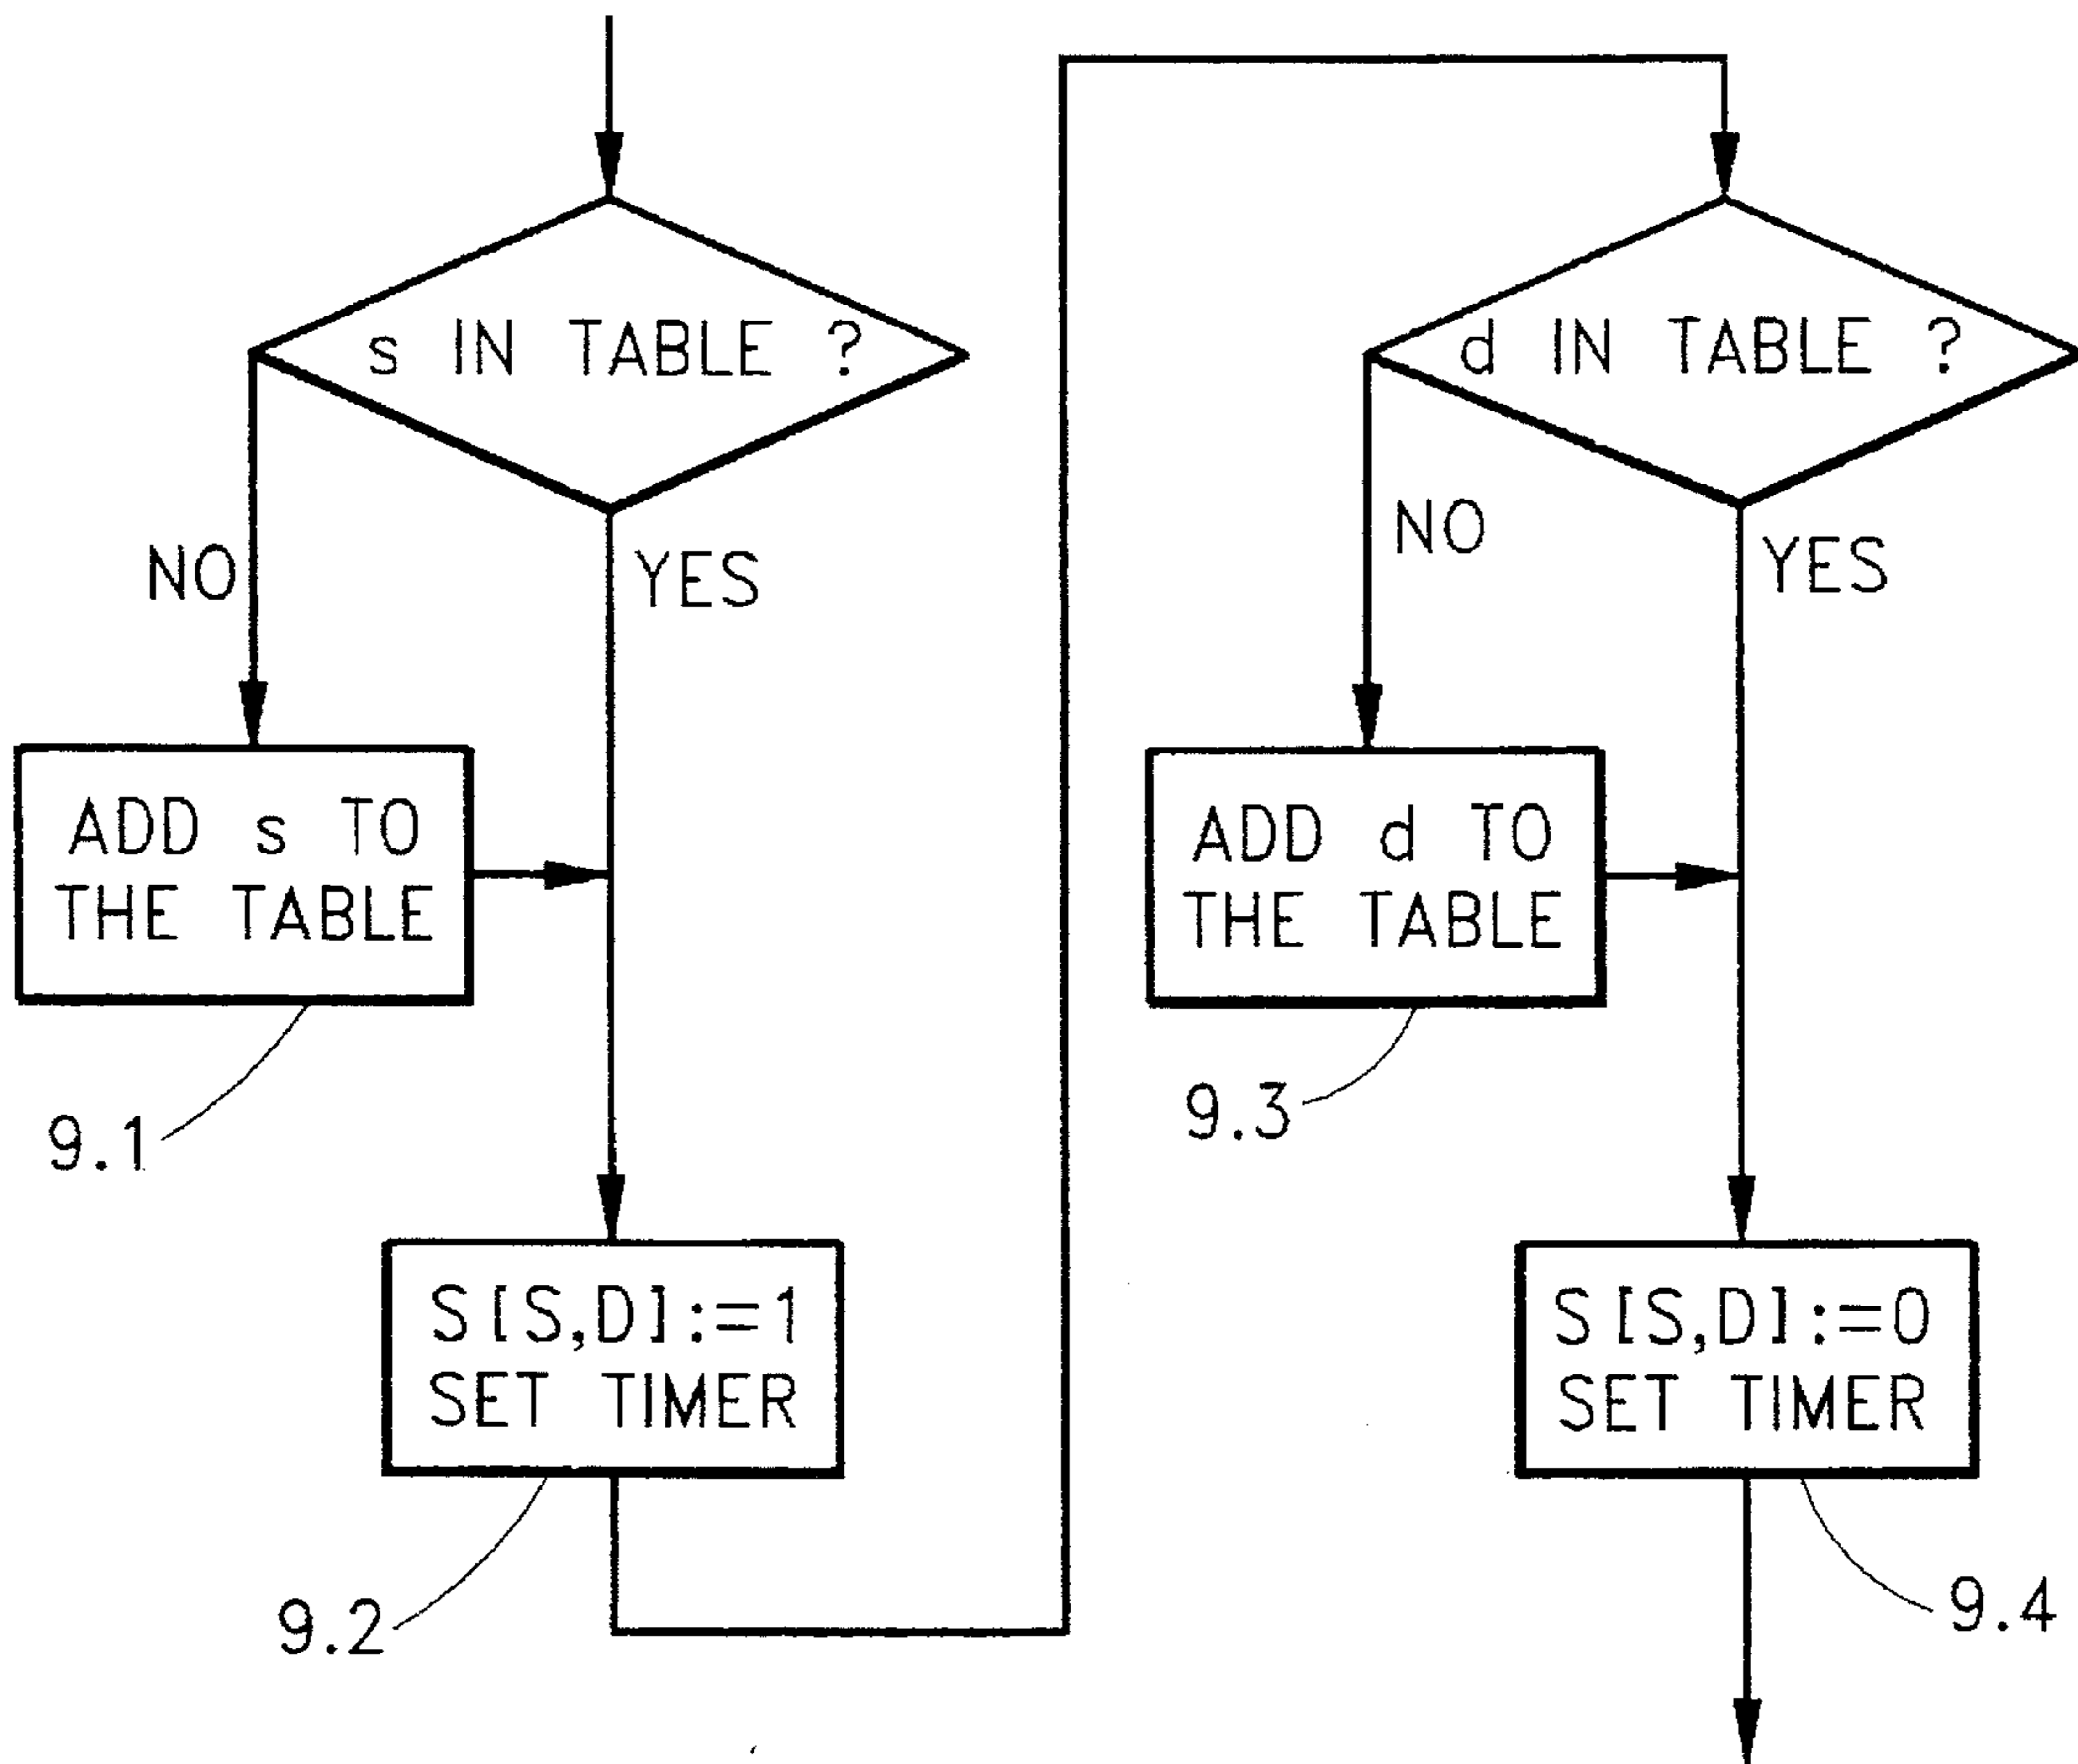 s IN TABLE ?
NO
YES
ADD s TO
THE TABLE
9.1
S[S,D]:=1
SET TIMER
9.2
d IN TABLE ?
NO
YES
ADD d TO
THE TABLE
9.3
S[S,D]:=0
SET TIMER
9.4